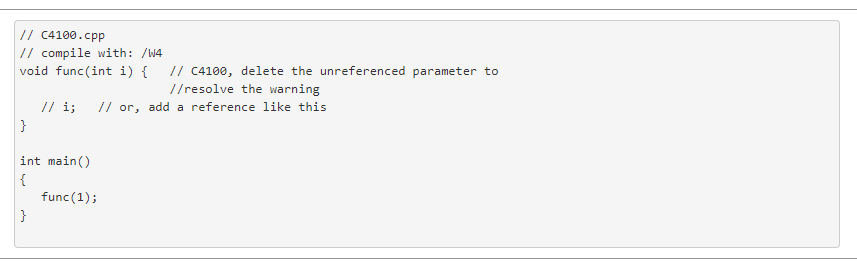 // C4100.cpp
// compile with: /W4
void func(int i) {   // C4100, delete the unreferenced parameter to
                     //resolve the warning
   // i;   // or, add a reference like this
}

int main()
{
   func(1);
}